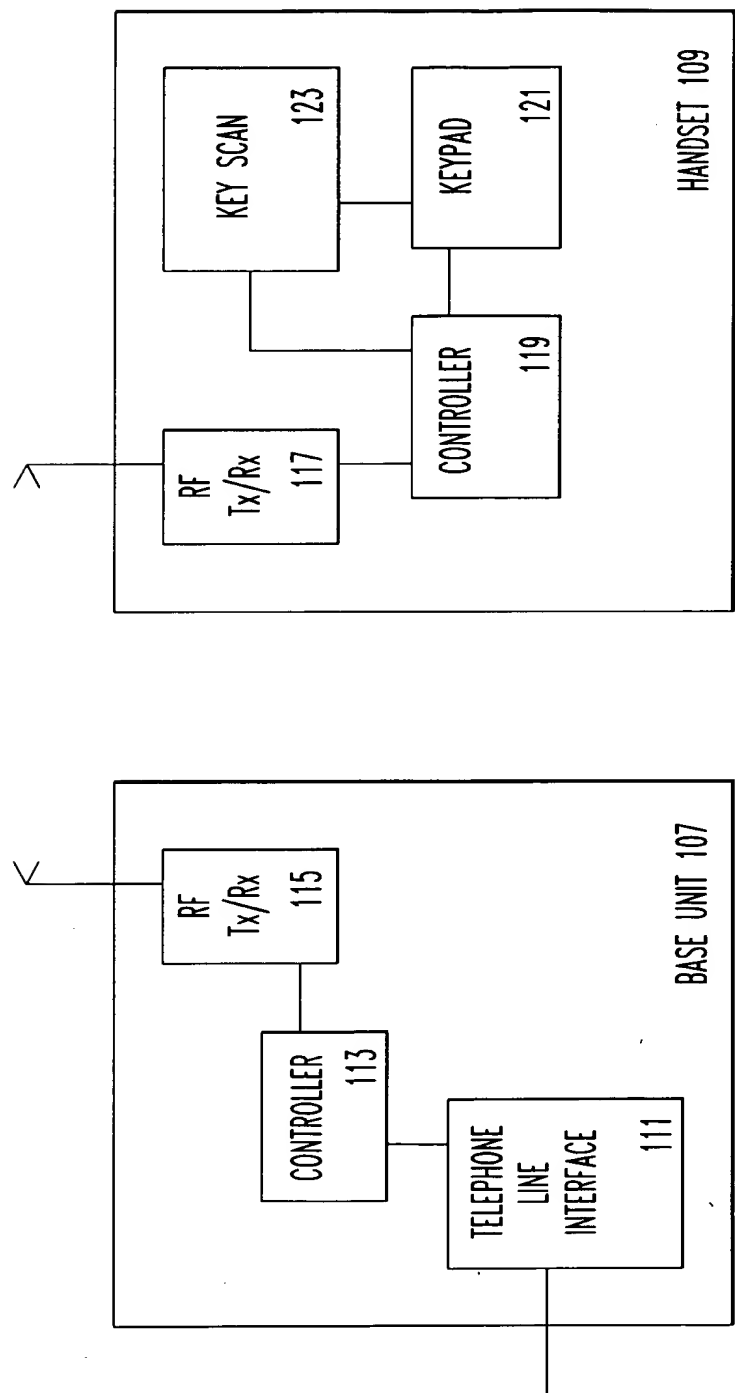 TELEPHONE
LINE
INTERFACE
111
CONTROLLER
113
RF
Tx/Rx
115
BASE UNIT 107
RF
Tx/Rx
117
CONTROLLER
119
KEY SCAN
123
KEYPAD
121
HANDSET 109